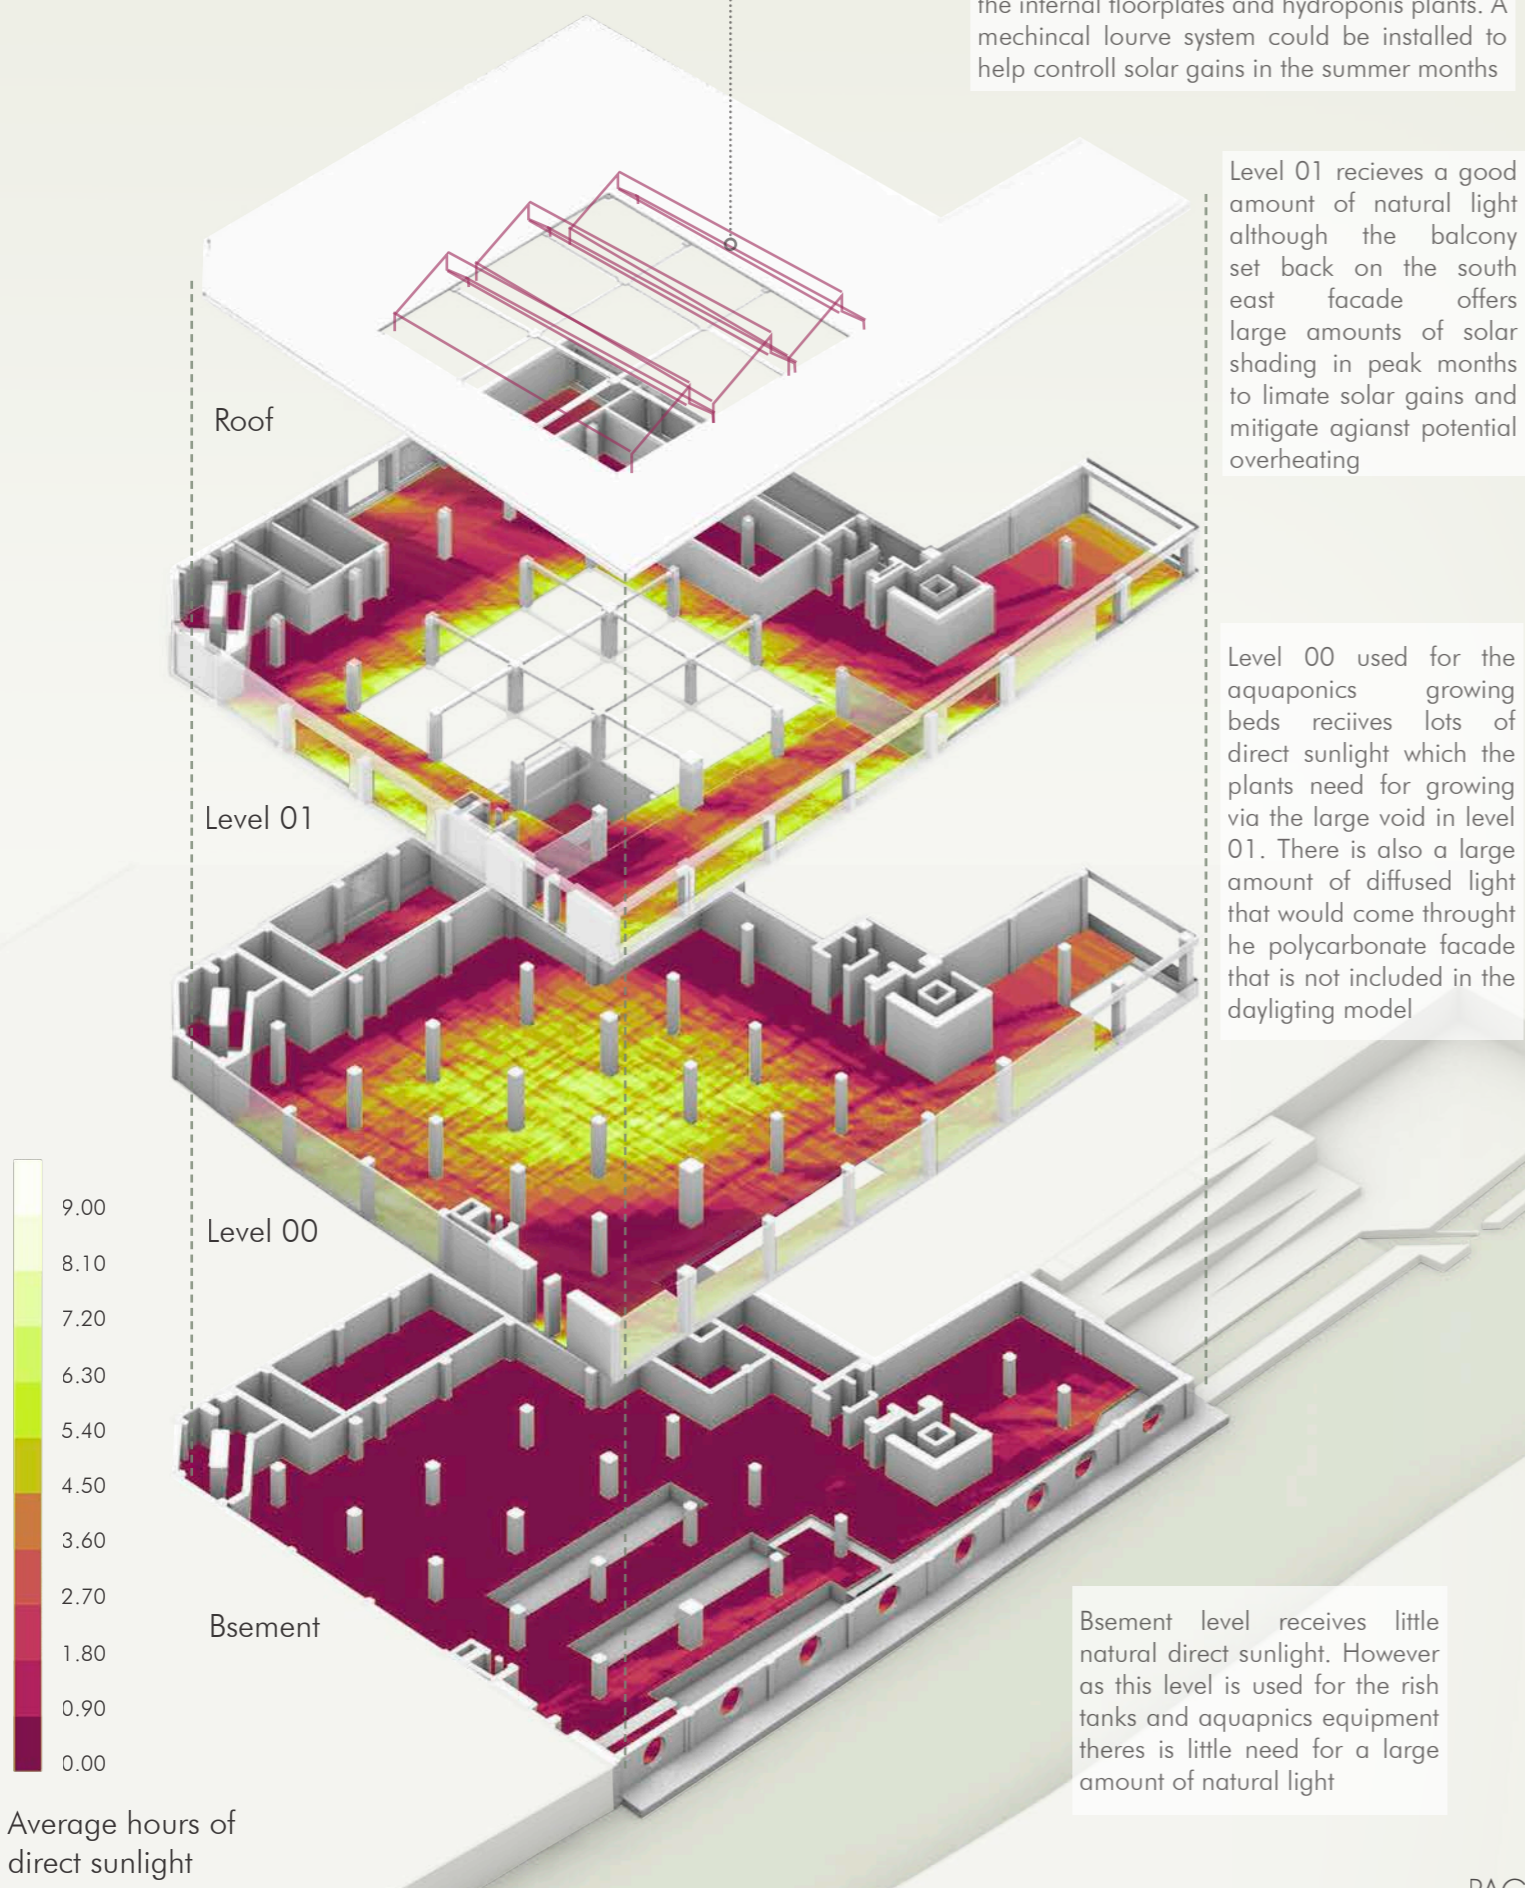 the internal floorplates and hydroponis plants. A
mechincal lourve system could be installed to
help controll solar gains in the summer months
Level 01 recieves a good
amount of natural light
although the balcony
set back on the south
east facade offers
large amounts of solar
shading in peak months
to limate solar gains and
mitigate agianst potential
overheating
Roof
Level 00 used for the
aquaponics growing
beds reciives lots of
direct sunlight which the
plants need for growing
via the large void in level
01. There is also a large
amount of diffused light
that would come throught
he polycarbonate facade
that is not included in the
dayligting model
Level 01
Level 00
Bsement
Bsement level receives little
natural direct sunlight. However
as this level is used for the rish
tanks and aquapnics equipment
theres is little need for a large
amount of natural light
9.00
8.10
7.20
6.30
5.40
4.50
3.60
2.70
1.80
0.90
0.00
Average hours of
direct sunlight